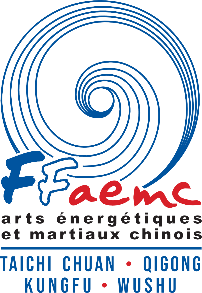 FFaemc
arts énergétiques
et martiaux chinois
TAICHI CHUAN • QIGONG
KUNGFU • WUSHU